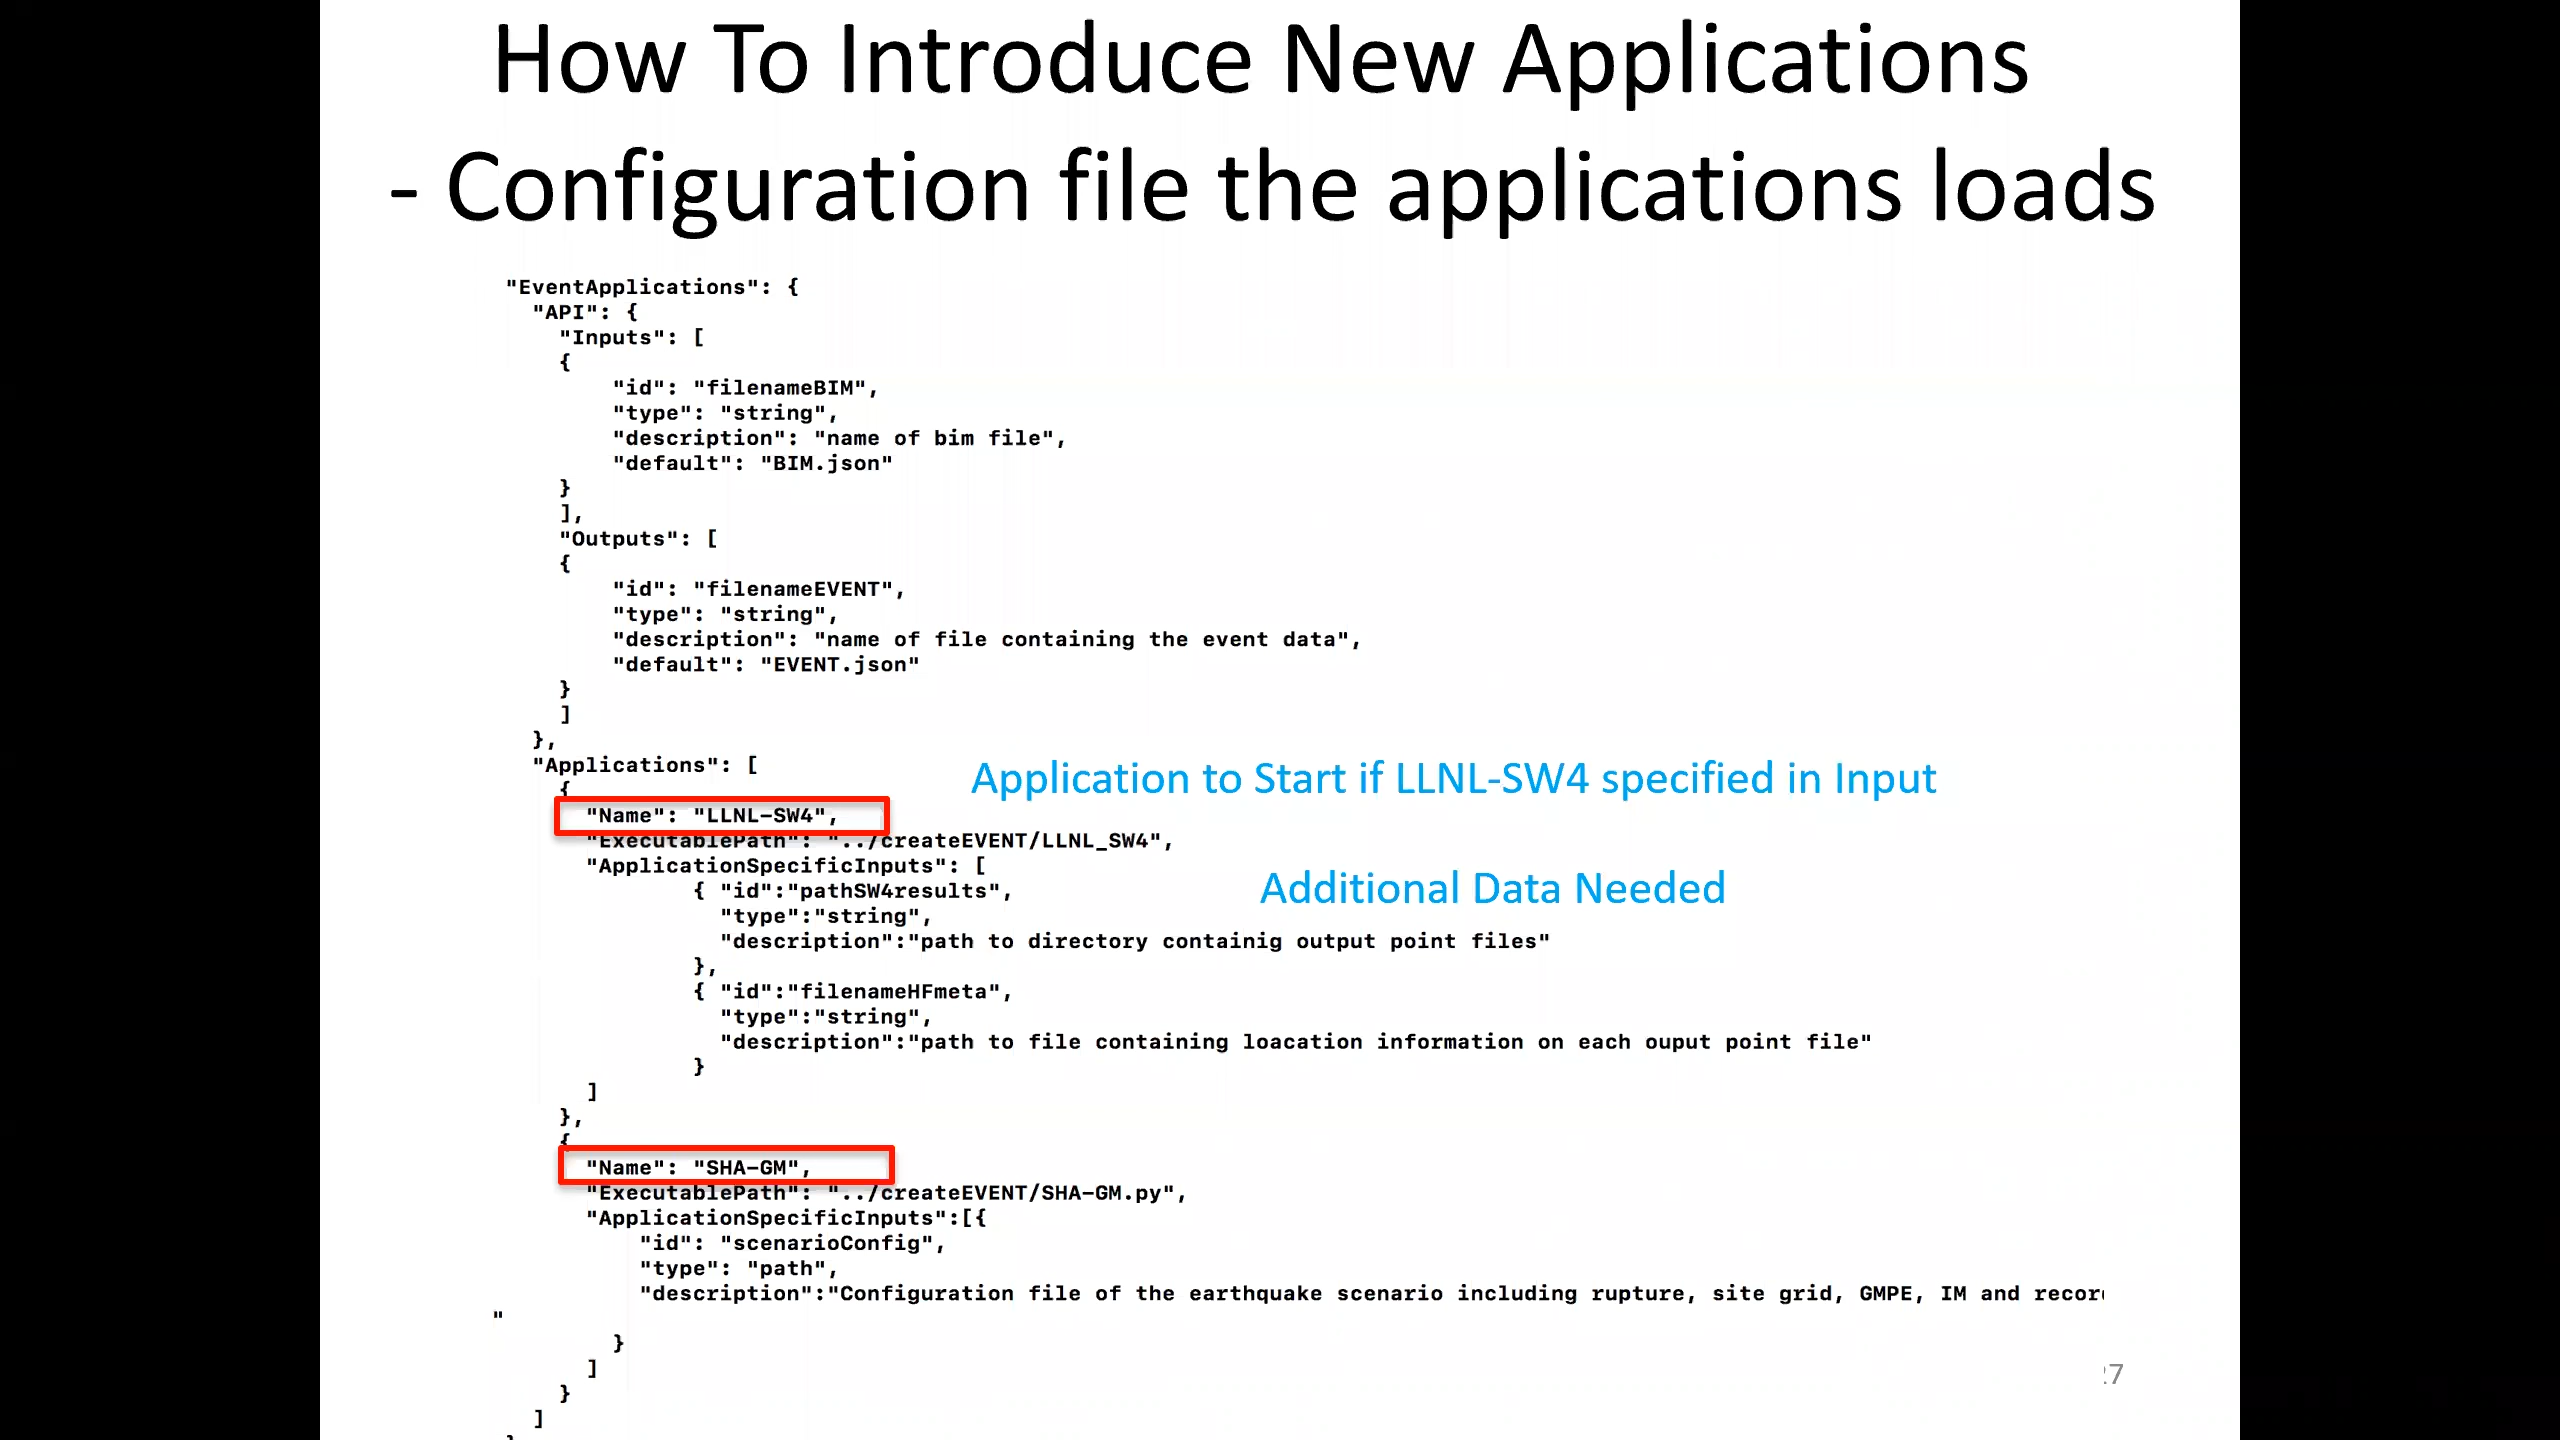 How To Introduce New Applications
- Configuration file the applications loads
"EventApplications": {
"API": {
"Inputs": [
{
"id": "filenameBIM",
"type": "string",
"description": "name of bim file",
"default": "BIM.json"
}
],
"Outputs": [
{
"id": "filenameEVENT",
"type": "string",
"description": "name of file containing the event data",
"default": "EVENT.json"
}
]
},
"Applications": [
Application to Start if LLNL-SW4 specified in Input
{
"Name": "LLNL-SW4",
"ExecutablePath": "../createEVENT/LLNL_SW4",
"ApplicationSpecificInputs": [
Additional Data Needed
{ "id":"pathSW4results",
"type":"string",
"description":"path to directory containig output point files"
},
{ "id":"filenameHFmeta",
"type":"string",
"description":"path to file containing loacation information on each ouput point file"
}
]
},
{
"Name": "SHA-GM",
"ExecutablePath": "../createEVENT/SHA-GM.py",
"ApplicationSpecificInputs":[{
"id": "scenarioConfig",
"type": "path",
"description":"Configuration file of the earthquake scenario including rupture, site grid, GMPE, IM and
"
}
]
}
]